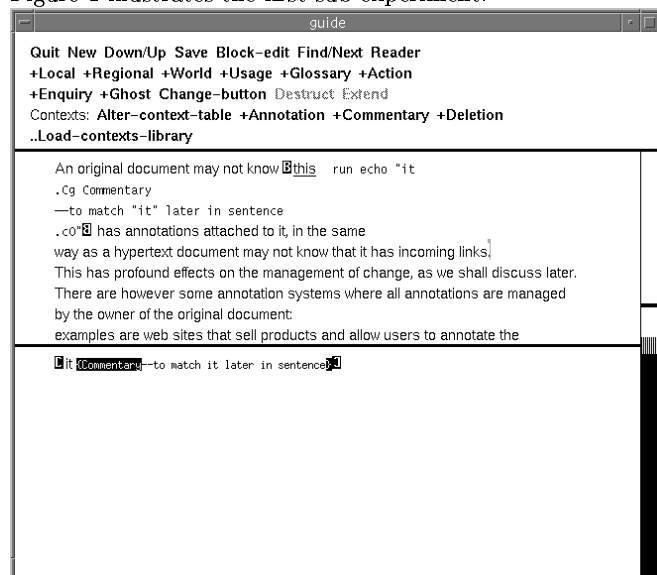 Figure 1 illustrates the first sub-experiment.
guide
Quit New Down/Up Save Block-edit Find/Next Reader
+Local +Regional +World +Usage +Glossary +Action
+Enquiry +Ghost Change-button Destruct Extend
Contexts: Alter-context-table +Annotation +Commentary +Deletion
..Load-contexts-library
An original document may not know B this run echo "it
.Cg Commentary
—to match "it" later in sentence
.c0" has annotations attached to it, in the same
way as a hypertext document may not know that it has incoming links.
This has profound effects on the management of change, as we shall discuss later.
There are however some annotation systems where all annotations are managed
by the owner of the original document:
examples are web sites that sell products and allow users to annotate the
it {Commentary--to match it later in sentence}